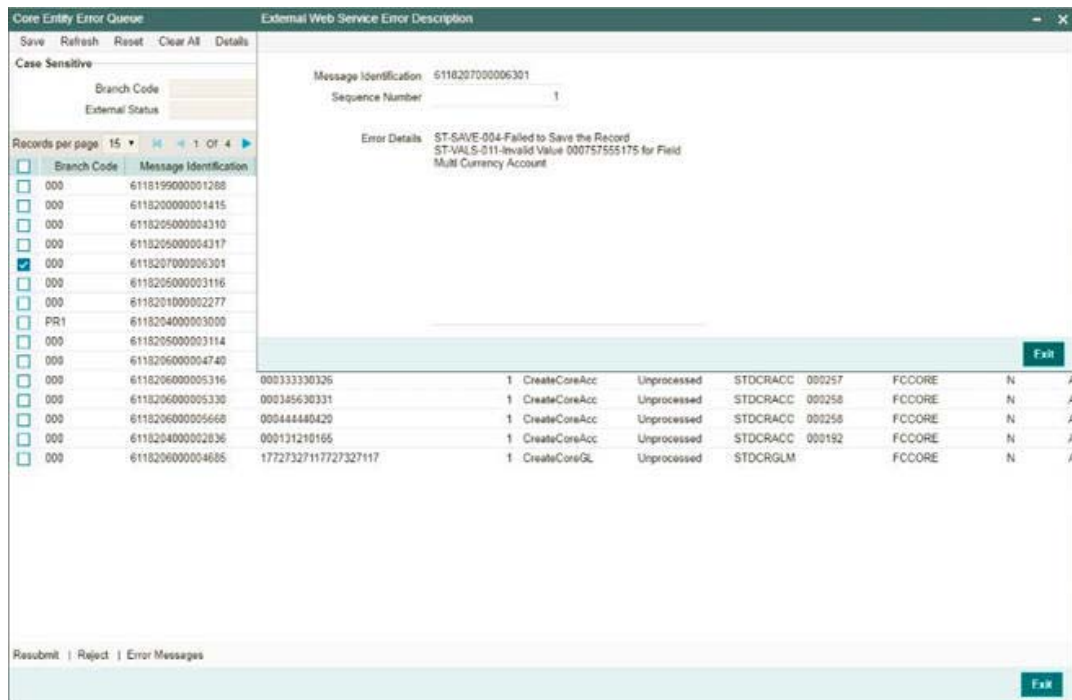 Core Entity Error Queue
External Web Service Error Description
Save Refresh Reset Clear All Details
Case Sensitive
Branch Code
External Status
Message Identification 6118207000006301
Sequence Number 1
Error Details ST-SAVE-004-Failed to Save the Record
ST-VALS-011-Invalid Value 000757555175 for Field
Multi Currency Account
Records per page 15 1 Of 4
Branch Code Message Identification
000 6118199000001288
000 6118200000001415
000 6118205000004310
000 6118205000004317
000 6118207000006301
000 6118205000003116
000 6118201000002277
PR1 6118204000003000
000 6118205000003114
000 6118206000004740
Exit
000 6118206000005316 000333330326 1 CreateCoreAcc Unprocessed STDCRACC 000257 FCCORE N
000 6118206000005330 000345630331 1 CreateCoreAcc Unprocessed STDCRACC 000258 FCCORE N
000 6118206000005668 000444440420 1 CreateCoreAcc Unprocessed STDCRACC 000258 FCCORE N
000 6118204000002836 000131210165 1 CreateCoreAcc Unprocessed STDCRACC 000192 FCCORE N
000 6118206000004685 17727327117727327117 1 CreateCoreGL Unprocessed STDCRGLM FCCORE N
Resubmit | Reject | Error Messages
Exit